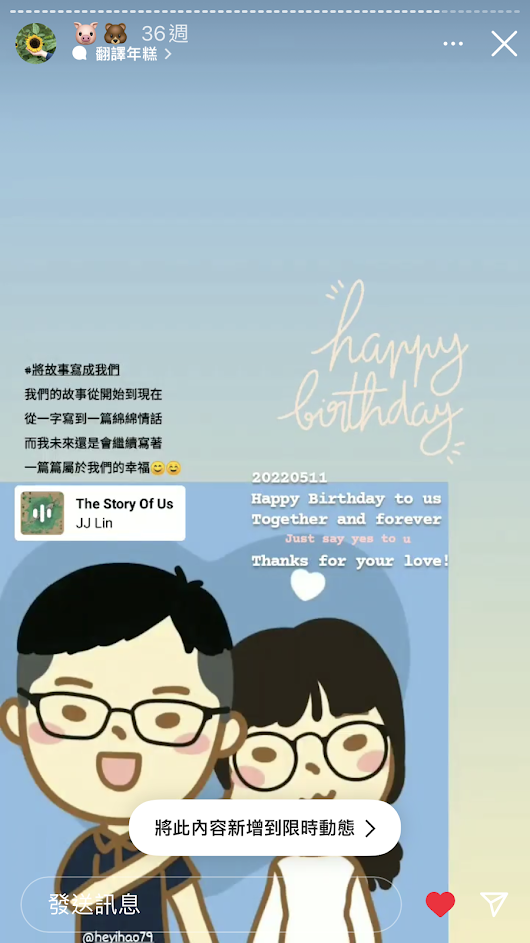 36週
翻譯年糕
happy
birthday
#將故事寫成我們
我們的故事從開始到現在
從一字寫到一篇綿綿情話
而我未來還是會繼續寫著
一篇篇屬於我們的幸福
The Story Of Us
JJ Lin
20220511
Happy Birthday to us
Together and forever
Just say yes to u
Thanks for your love!
將此內容新增到限時動態
發送訊息
@heyihao79